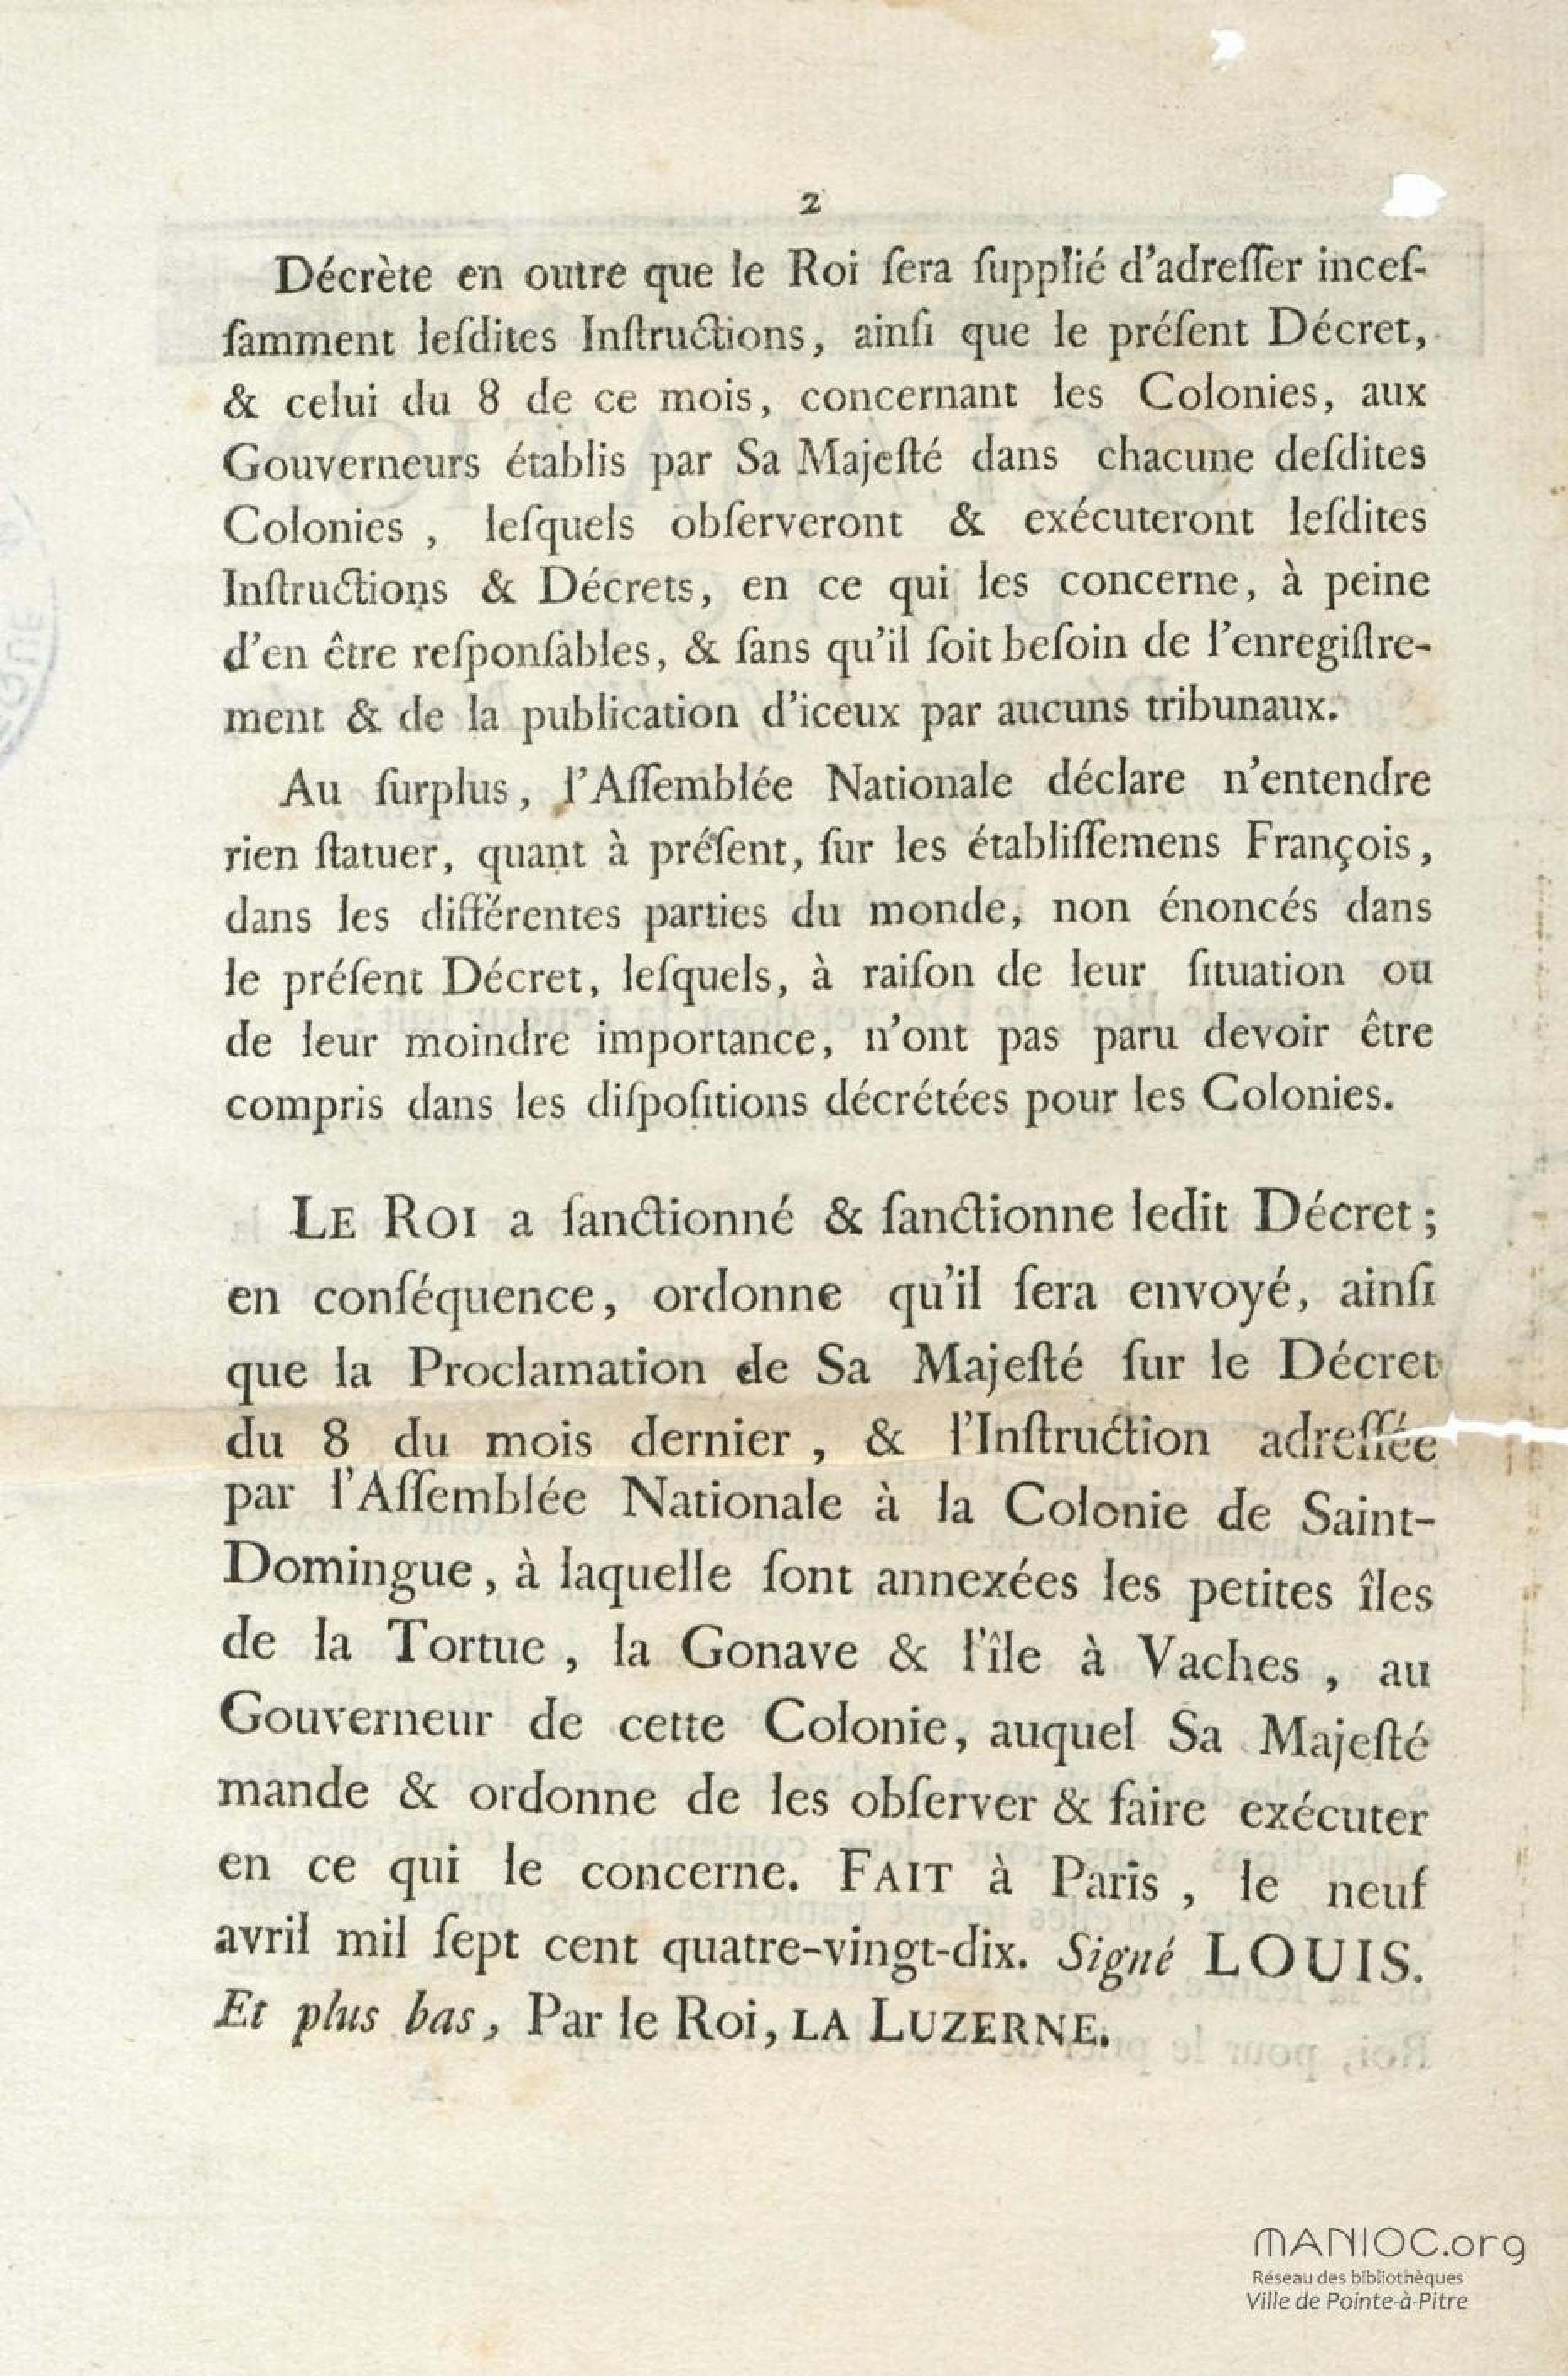 2
Décrète en outre que le Roi ſera ſupplié d'adreſſer inceſ-
ſamment leſdites Inſtructions, ainſi que le préſent Décret,
& celui du 8 de ce mois, concernant les Colonies, aux
Gouverneurs établis par Sa Majeſté dans chacune deſdites
Colonies, leſquels obſerveront & exécuteront leſdites
Inſtructions & Décrets, en ce qui les concerne, à peine
d'en être reſponſables, & ſans qu'il ſoit beſoin de l'enregiſtre-
ment & de la publication d'iceux par aucuns tribunaux.
Au ſurplus, l'Aſſemblée Nationale déclare n'entendre
rien ſtatuer, quant à préſent, ſur les établiſſemens François,
dans les différentes parties du monde, non énoncés dans
le préſent Décret, leſquels, à raiſon de leur ſituation ou
de leur moindre importance, n'ont pas paru devoir être
compris dans les diſpoſitions décrétées pour les Colonies.
LE ROI a ſanctionné & ſanctionne ledit Décret;
en conſéquence, ordonne qu'il ſera envoyé, ainſi
que la Proclamation de Sa Majeſté ſur le Décret
du 8 du mois dernier, & l'Inſtruction adreſſée
par l'Aſſemblée Nationale à la Colonie de Saint-
Domingue, à laquelle ſont annexées les petites îles
de la Tortue, la Gonave & l'île à Vaches, au
Gouverneur de cette Colonie, auquel Sa Majeſté
mande & ordonne de les obſerver & faire exécuter
en ce qui le concerne. FAIT à Paris, le neuf
avril mil ſept cent quatre-vingt-dix. Signé LOUIS.
Et plus bas, Par le Roi, LA LUZERNE.
MANIOC.org
Réseau des bibliothèques
Ville de Pointe-à-Pitre